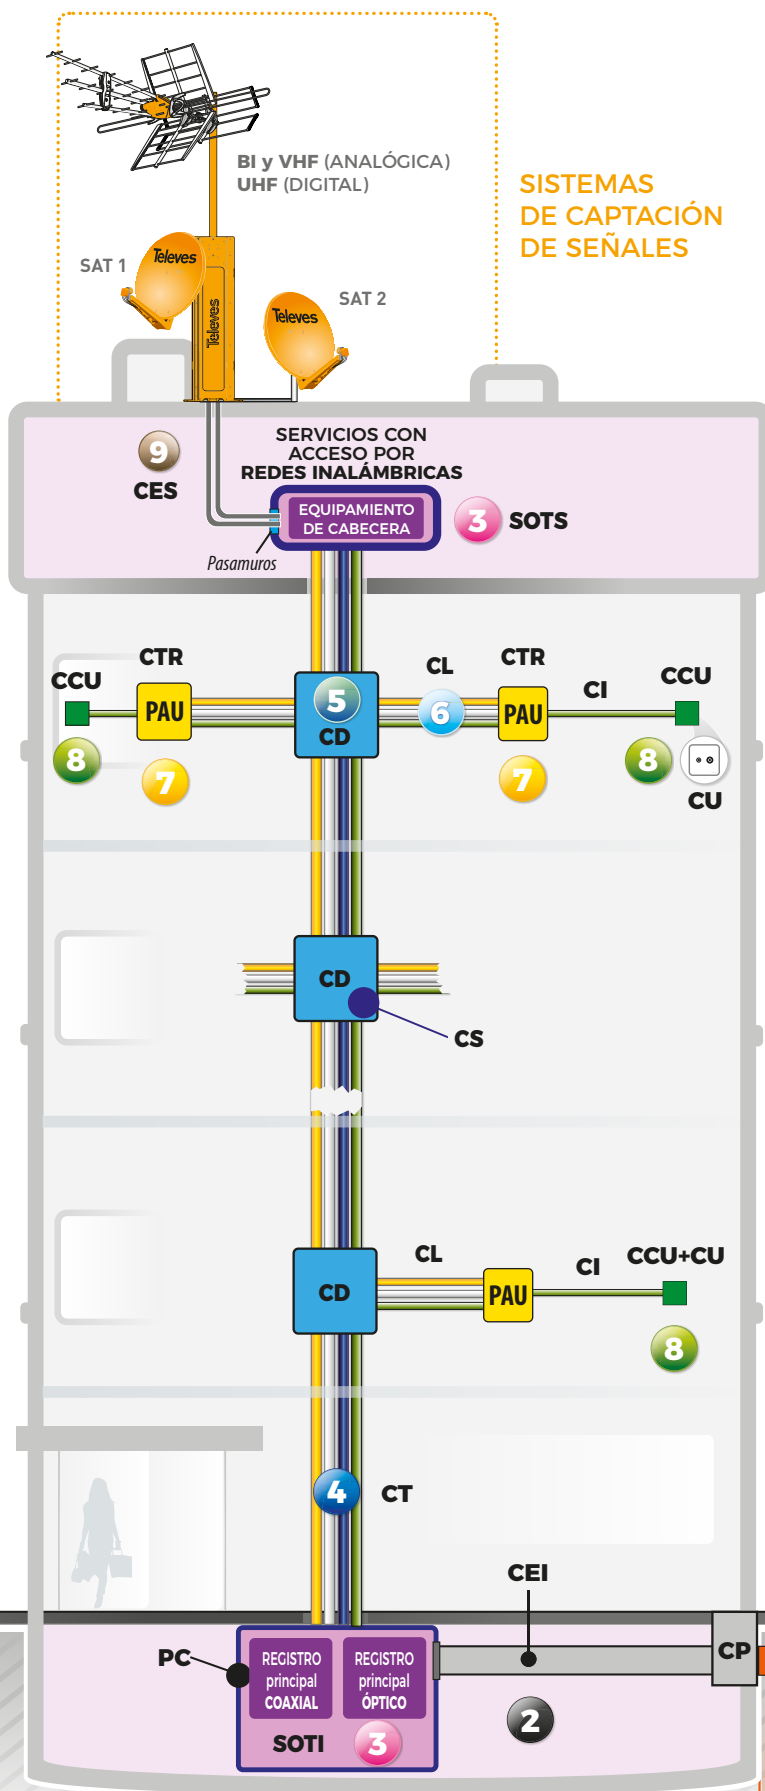 BI y VHF (ANALÓGICA)
UHF (DIGITAL)
SISTEMAS
DE CAPTACIÓN
DE SEÑALES
SAT 1
Televes
Televes
SAT 2
Televes
9
CES
SERVICIOS CON
ACCESO POR
REDES INALÁMBRICAS
EQUIPAMIENTO
DE CABECERA
3 SOTS
Pasamuros
CCU
CTR
PAU
5
CD
CL
6
CTR
PAU
CI
CCU
8
7
7
8
CU
CD
CS
CD
CL
PAU
CI
CCU+CU
8
4 CT
CEI
PC
REGISTRO
principal
COAXIAL
REGISTRO
principal
ÓPTICO
SOTI 3
CP
2